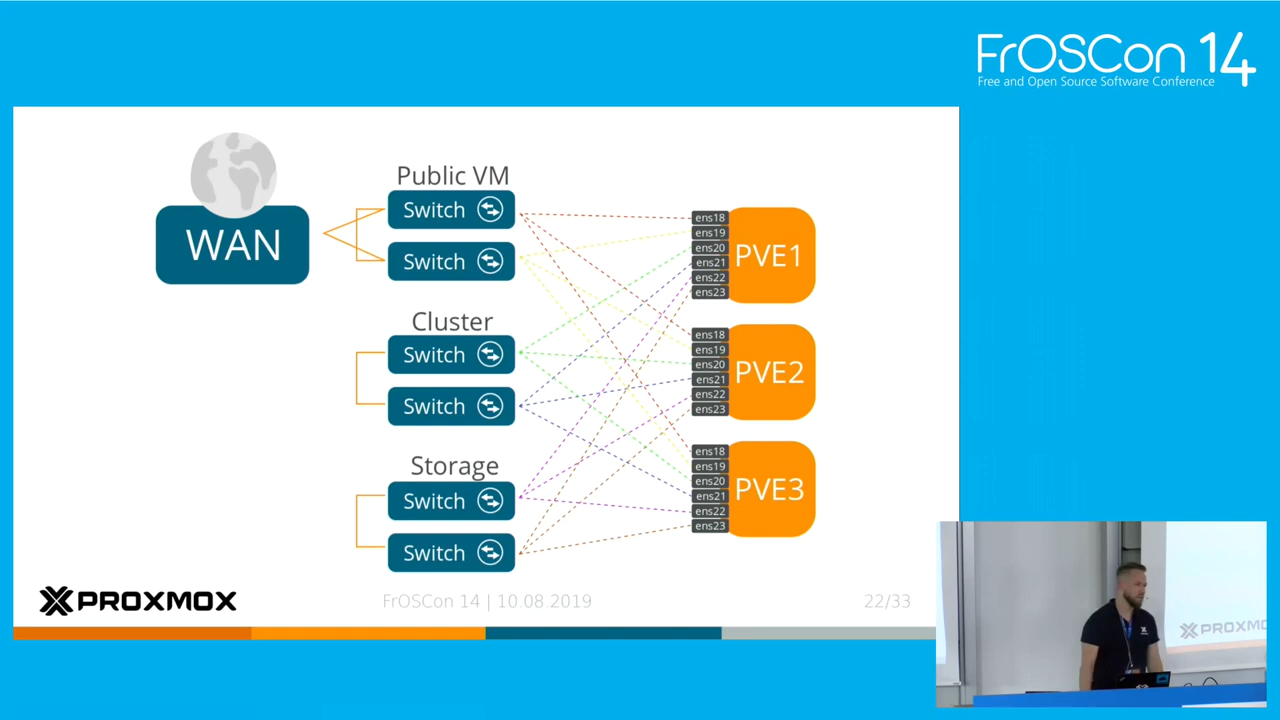 FrOSCon 14
Free and Open Source Software Conference
WAN
Public VM
Switch
Switch
Cluster
Switch
Switch
Storage
Switch
Switch
ens18
ens19
ens20
ens21
ens22
ens23
PVE1
ens18
ens19
ens20
ens21
ens22
ens23
PVE2
ens18
ens19
ens20
ens21
ens22
ens23
PVE3
PROXMOX
FrOSCon 14 | 10.08.2019
22/33
PROXMO